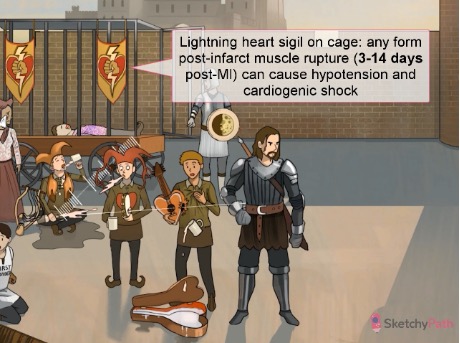 Lightning heart sigil on cage: any form
post-infarct muscle rupture (3-14 days
post-MI) can cause hypotension and
cardiogenic shock
FIRST
SketchyPath